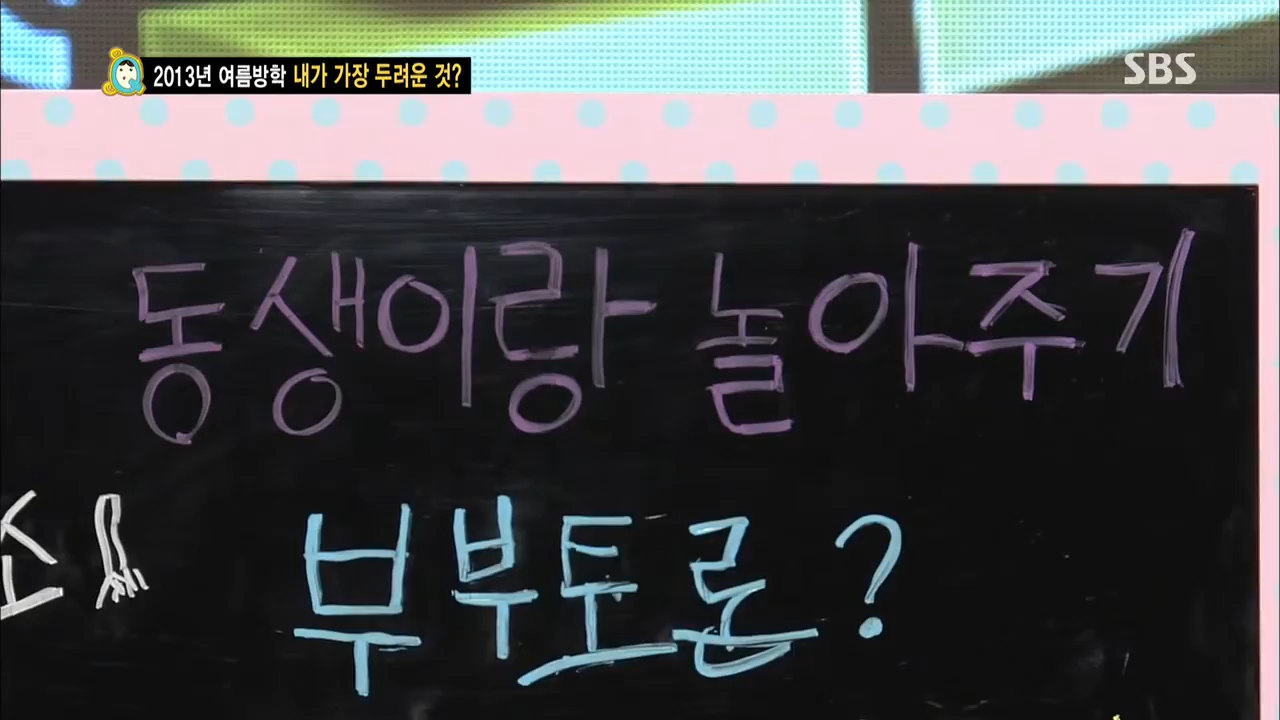 2013년 여름방학 내가 가장 두려운 것?
SBS
동생이랑 놀아주기
소
부부토론?